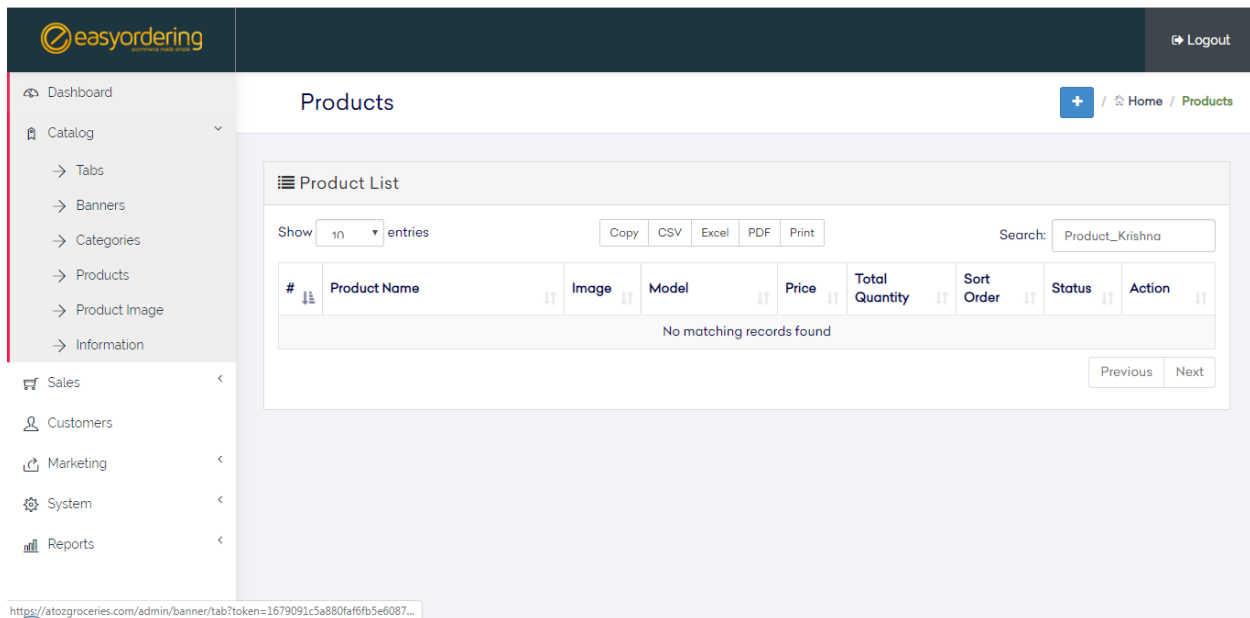 easyordering
ecommerce made simple
Logout
Dashboard
Products
+ / Home / Products
Catalog
Tabs
Product List
Banners
Show 10 entries
Copy CSV Excel PDF Print
Search: Product_Krishna
Categories
Products
# Product Name Image Model Price Total Quantity Sort Order Status Action
Product Image
No matching records found
Information
Previous Next
Sales
Customers
Marketing
System
Reports
https://atozgroceries.com/admin/banner/tab?token=1679091c5a880faf6fb5e6087...